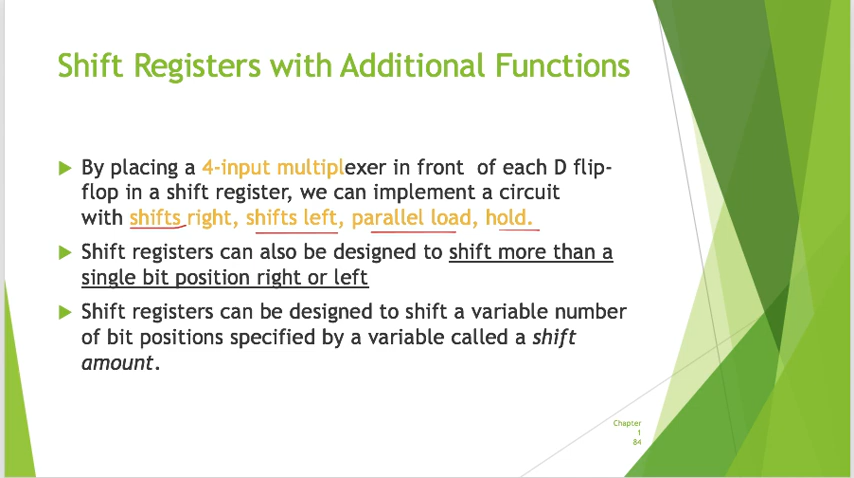 Shift Registers with Additional Functions
By placing a 4-input multiplexer in front of each D flip-
flop in a shift register, we can implement a circuit
with shifts right, shifts left, parallel load, hold.
Shift registers can also be designed to shift more than a
single bit position right or left
Shift registers can be designed to shift a variable number
of bit positions specified by a variable called a shift
amount.
Chapter
1
84